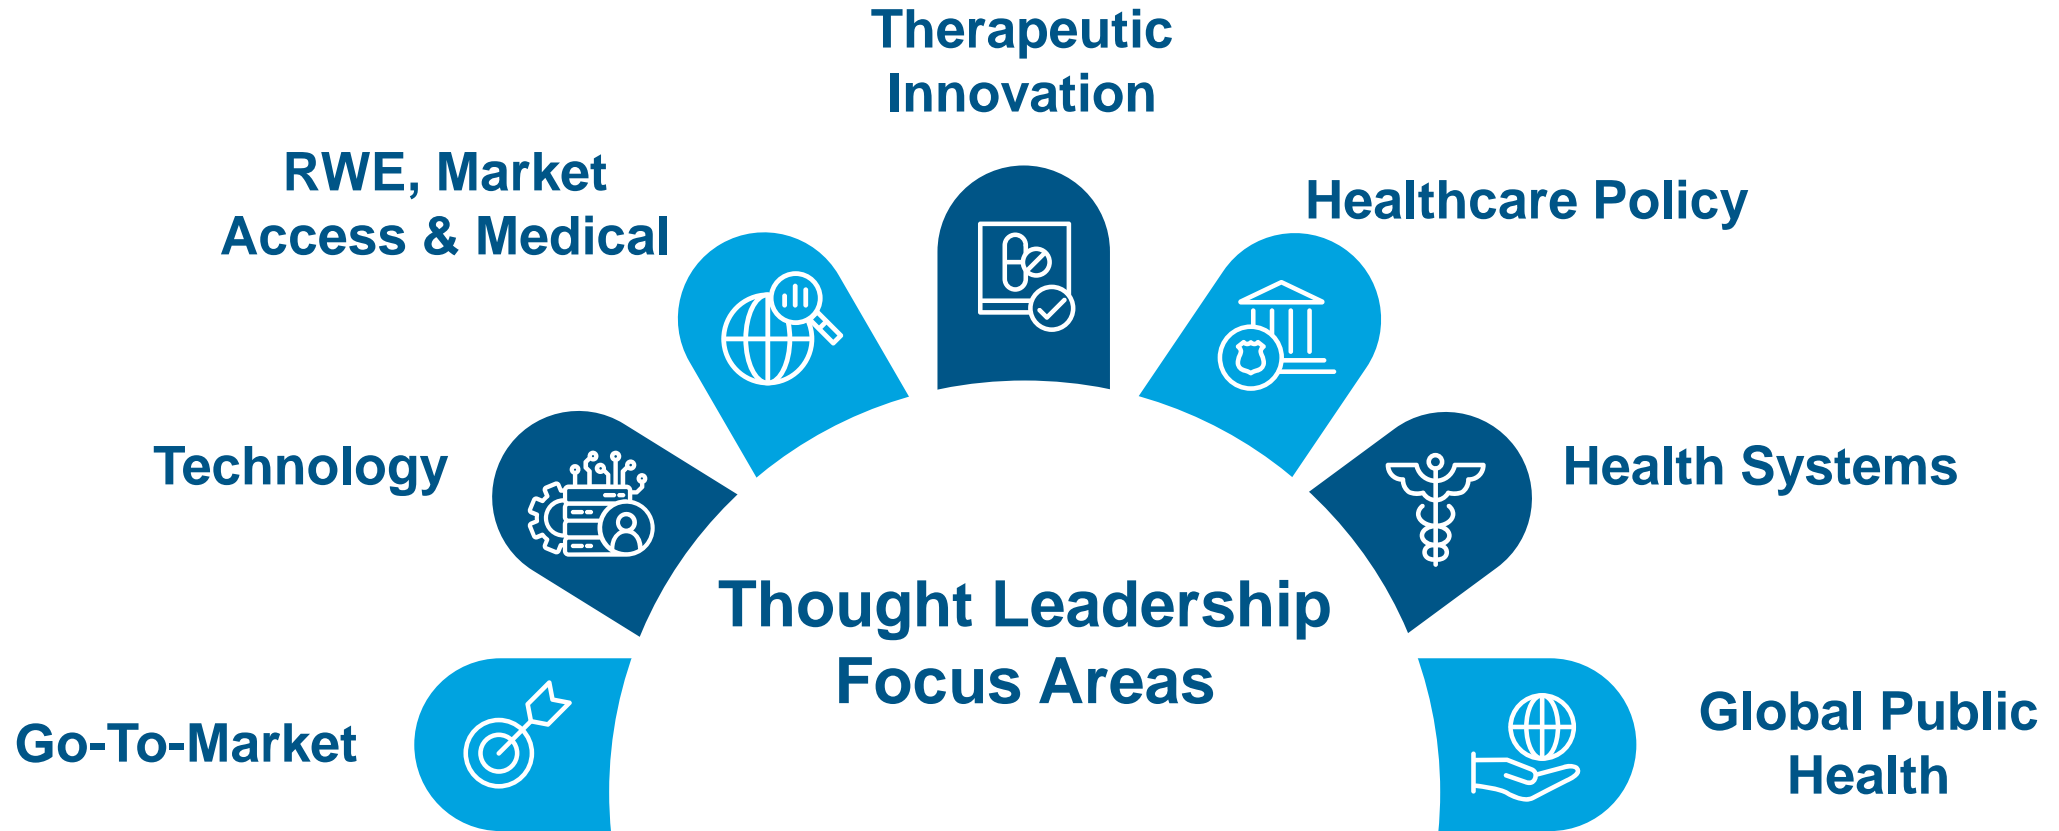 Therapeutic
Innovation
RWE, Market
Access & Medical
Healthcare Policy
Technology
Health Systems
Thought Leadership
Focus Areas
Go-To-Market
Global Public
Health